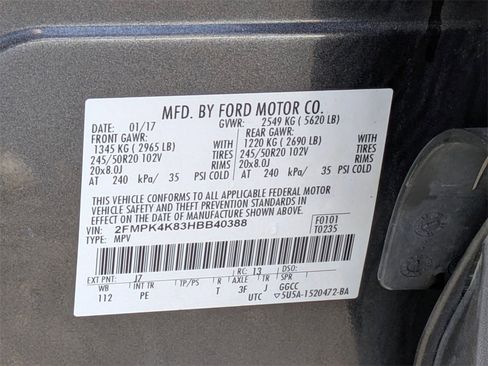 MFD. BY FORD MOTOR CO.
DATE: 01/17 GVWR: 2549 KG ( 5620 LB)
FRONT GAWR: REAR GAWR:
1345 KG ( 2965 LB) WITH 1220 KG ( 2690 LB) WITH
245/50R20 102V TIRES 245/50R20 102V TIRES
20x8.0J RIMS 20x8.0J RIMS
AT 240 kPa/ 35 PSI COLD AT 240 kPa/ 35 PSI COLD
THIS VEHICLE CONFORMS TO ALL APPLICABLE FEDERAL MOTOR
VEHICLE SAFETY AND THEFT PREVENTION STANDARDS IN
EFFECT ON THE DATE OF MANUFACTURE SHOWN ABOVE.
VIN: 2FMPK4K83HBB40388 F0101
TYPE: MPV T0235
EXT PNT: J7 RC: 13 DSO:
WB INT TR TP/PS R AXLE TR SPR
112 PE T 3F J GGCC
UTC 5U5A-1520472-BA